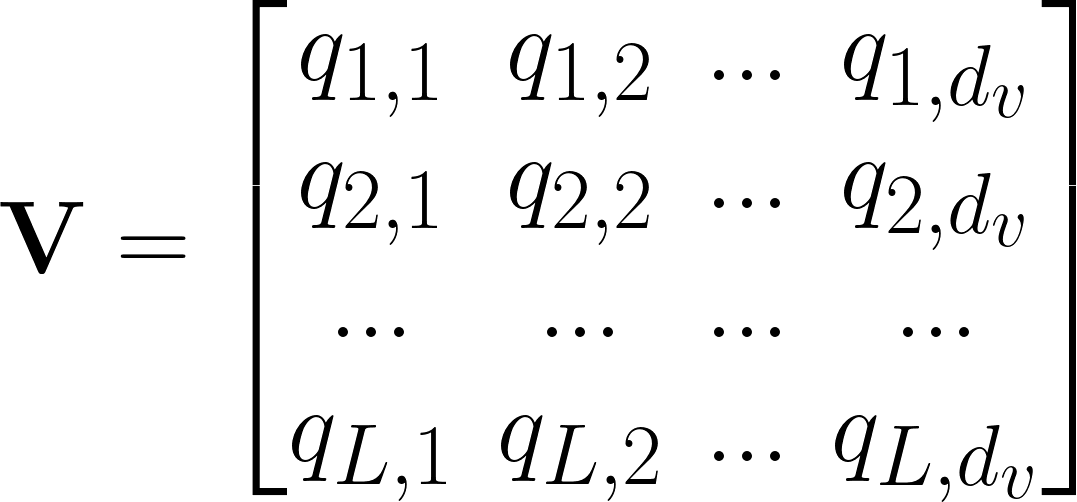 q_{1,1} q_{1,2} ... q_{1,d_v}
q_{2,1} q_{2,2} ... q_{2,d_v}
V =
... ... ... ...
q_{L,1} q_{L,2} ... q_{L,d_v}